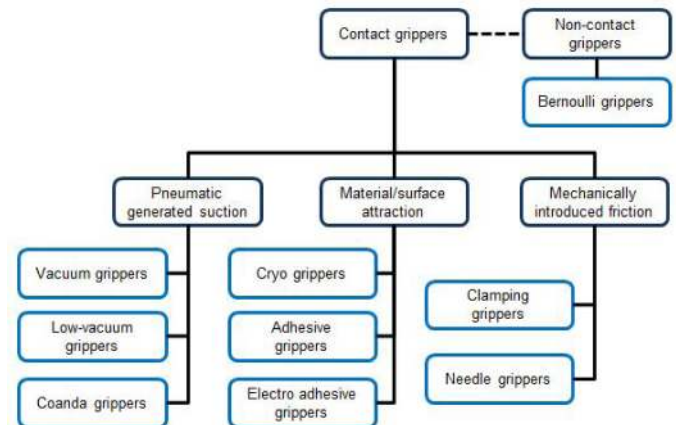 Contact grippers
Non-contact
grippers
Bernoulli grippers
Pneumatic
generated suction
Material/surface
attraction
Mechanically
introduced friction
Vacuum grippers
Low-vacuum
grippers
Coanda grippers
Cryo grippers
Adhesive
grippers
Electro adhesive
grippers
Clamping
grippers
Needle grippers